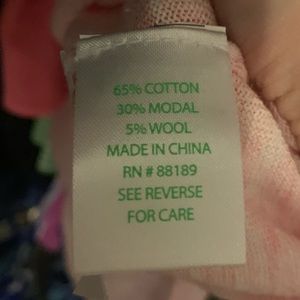 65% COTTON
30% MODAL
5% WOOL
MADE IN CHINA
RN # 88189
SEE REVERSE
FOR CARE